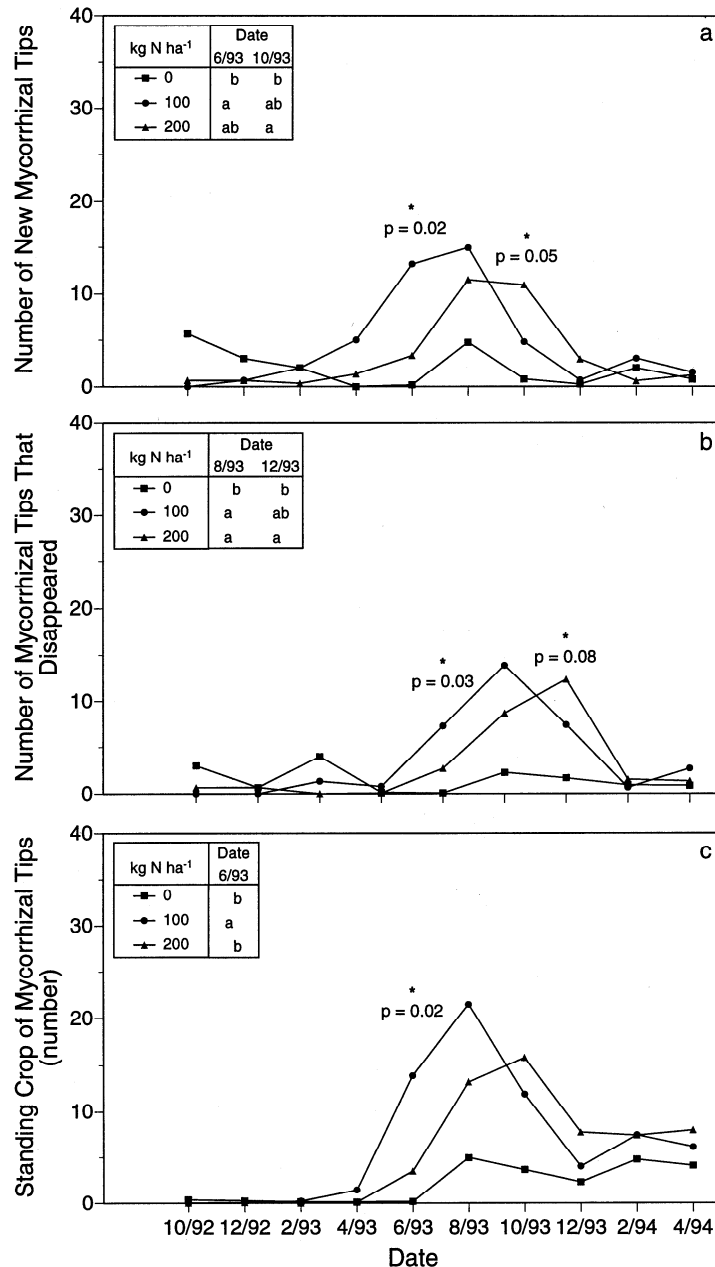 Number of New Mycorrhizal Tips
40
30
20
10
0
kg N ha-1
Date
6/93 10/93
0 b b
100 a ab
200 ab a
a
*
p = 0.02
*
p = 0.05
Number of Mycorrhizal Tips That
Disappeared
40
30
20
10
0
kg N ha-1
Date
8/93 12/93
0 b b
100 a ab
200 a a
b
*
p = 0.03
*
p = 0.08
Standing Crop of Mycorrhizal Tips
(number)
40
30
20
10
0
kg N ha-1
Date
6/93
0 b
100 a
200 b
c
*
p = 0.02
10/92 12/92 2/93 4/93 6/93 8/93 10/93 12/93 2/94 4/94
Date